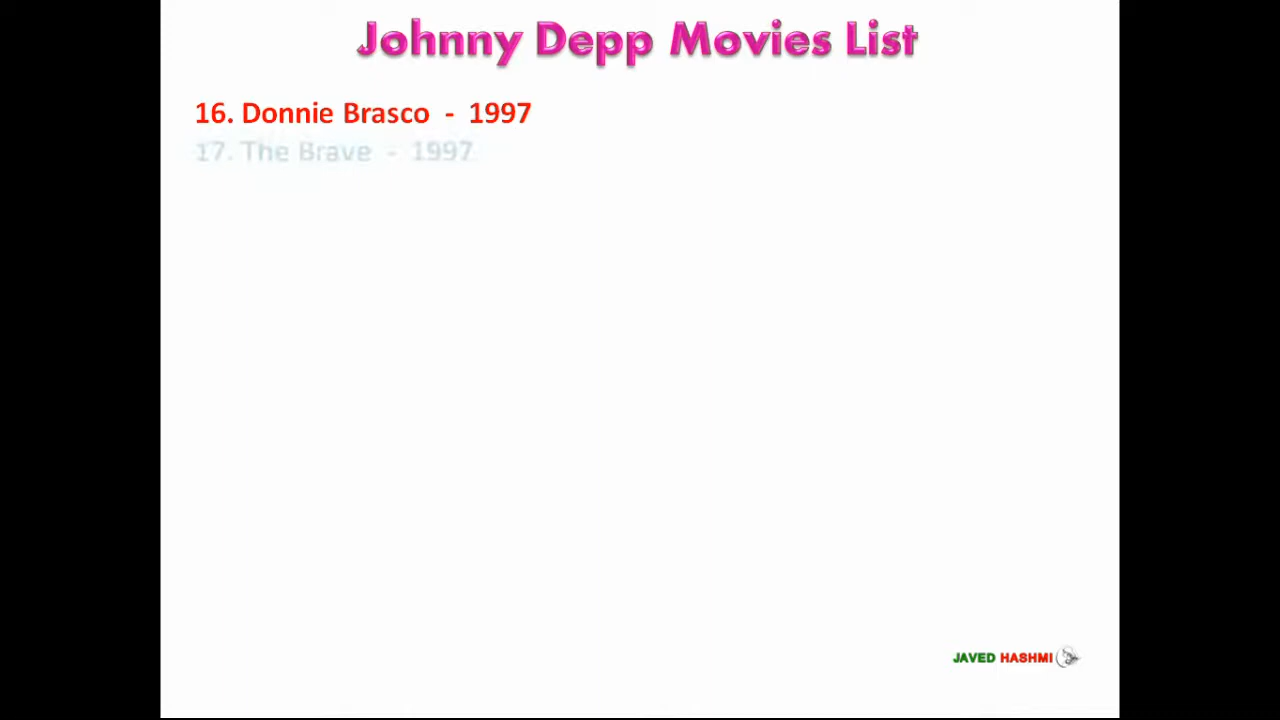 Johnny Depp Movies List
16. Donnie Brasco - 1997
17. The Brave - 1997
JAVED HASHMI